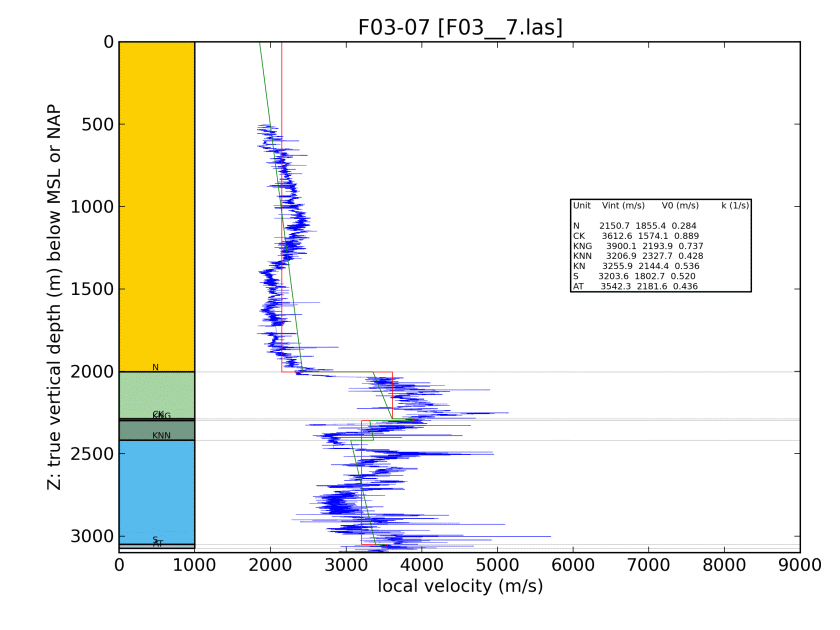 F03-07 [F03__7.las]
Z: true vertical depth (m) below MSL or NAP
0
500
1000
1500
2000
2500
3000
N
CK
KNG
KNN
S
AT
Unit Vint (m/s) V0 (m/s) k (1/s)
N 2150.7 1855.4 0.284
CK 3612.6 1574.1 0.889
KNG 3900.1 2193.9 0.737
KNN 3206.9 2327.7 0.428
KN 3255.9 2144.4 0.536
S 3203.6 1802.7 0.520
AT 3542.3 2181.6 0.436
0 1000 2000 3000 4000 5000 6000 7000 8000 9000
local velocity (m/s)